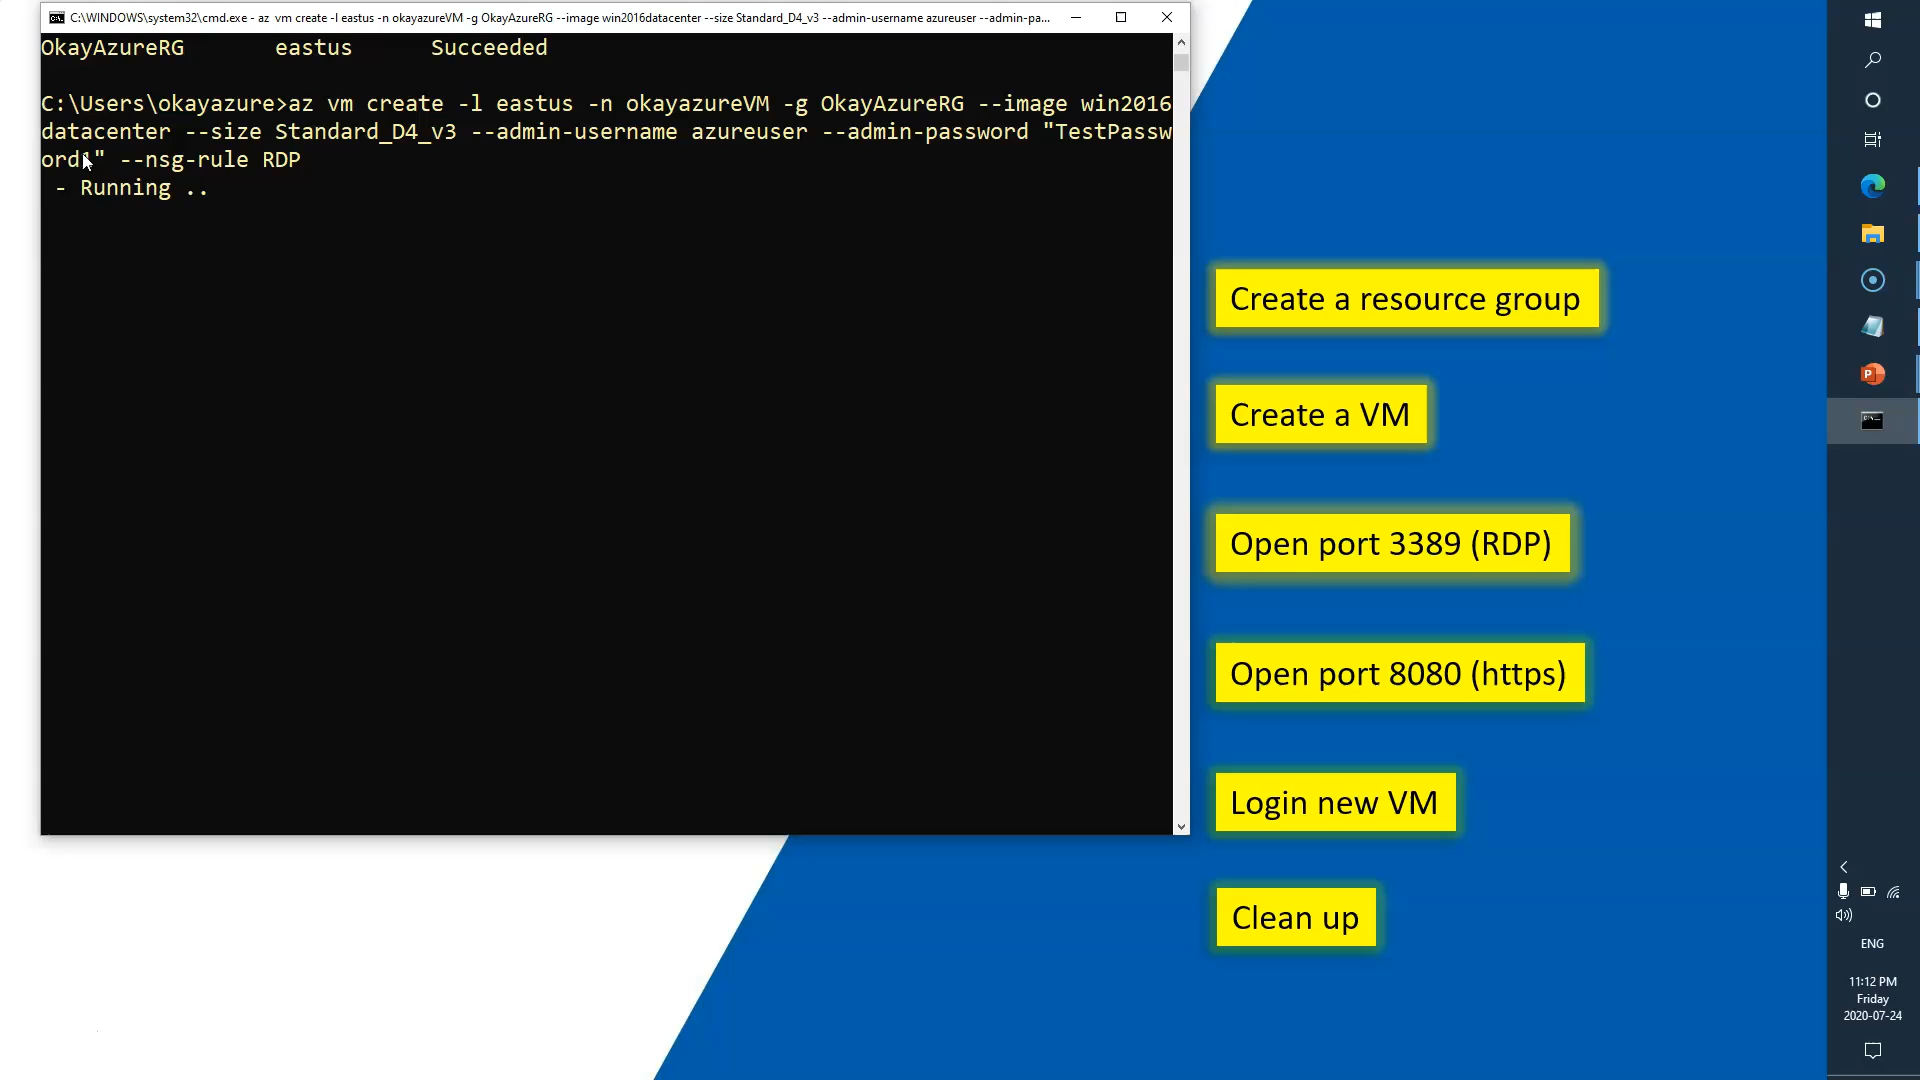 C:\WINDOWS\system32\cmd.exe - az vm create -l eastus -n okayazureVM -g OkayAzureRG --image win2016datacenter --size Standard_D4_v3 --admin-username azureuser --admin-pa...
OkayAzureRG eastus Succeeded
C:\Users\okayazure>az vm create -l eastus -n okayazureVM -g OkayAzureRG --image win2016
datacenter --size Standard_D4_v3 --admin-username azureuser --admin-password "TestPassw
ord" --nsg-rule RDP
- Running ..
Create a resource group
Create a VM
Open port 3389 (RDP)
Open port 8080 (https)
Login new VM
Clean up
ENG
11:12 PM
Friday
2020-07-24